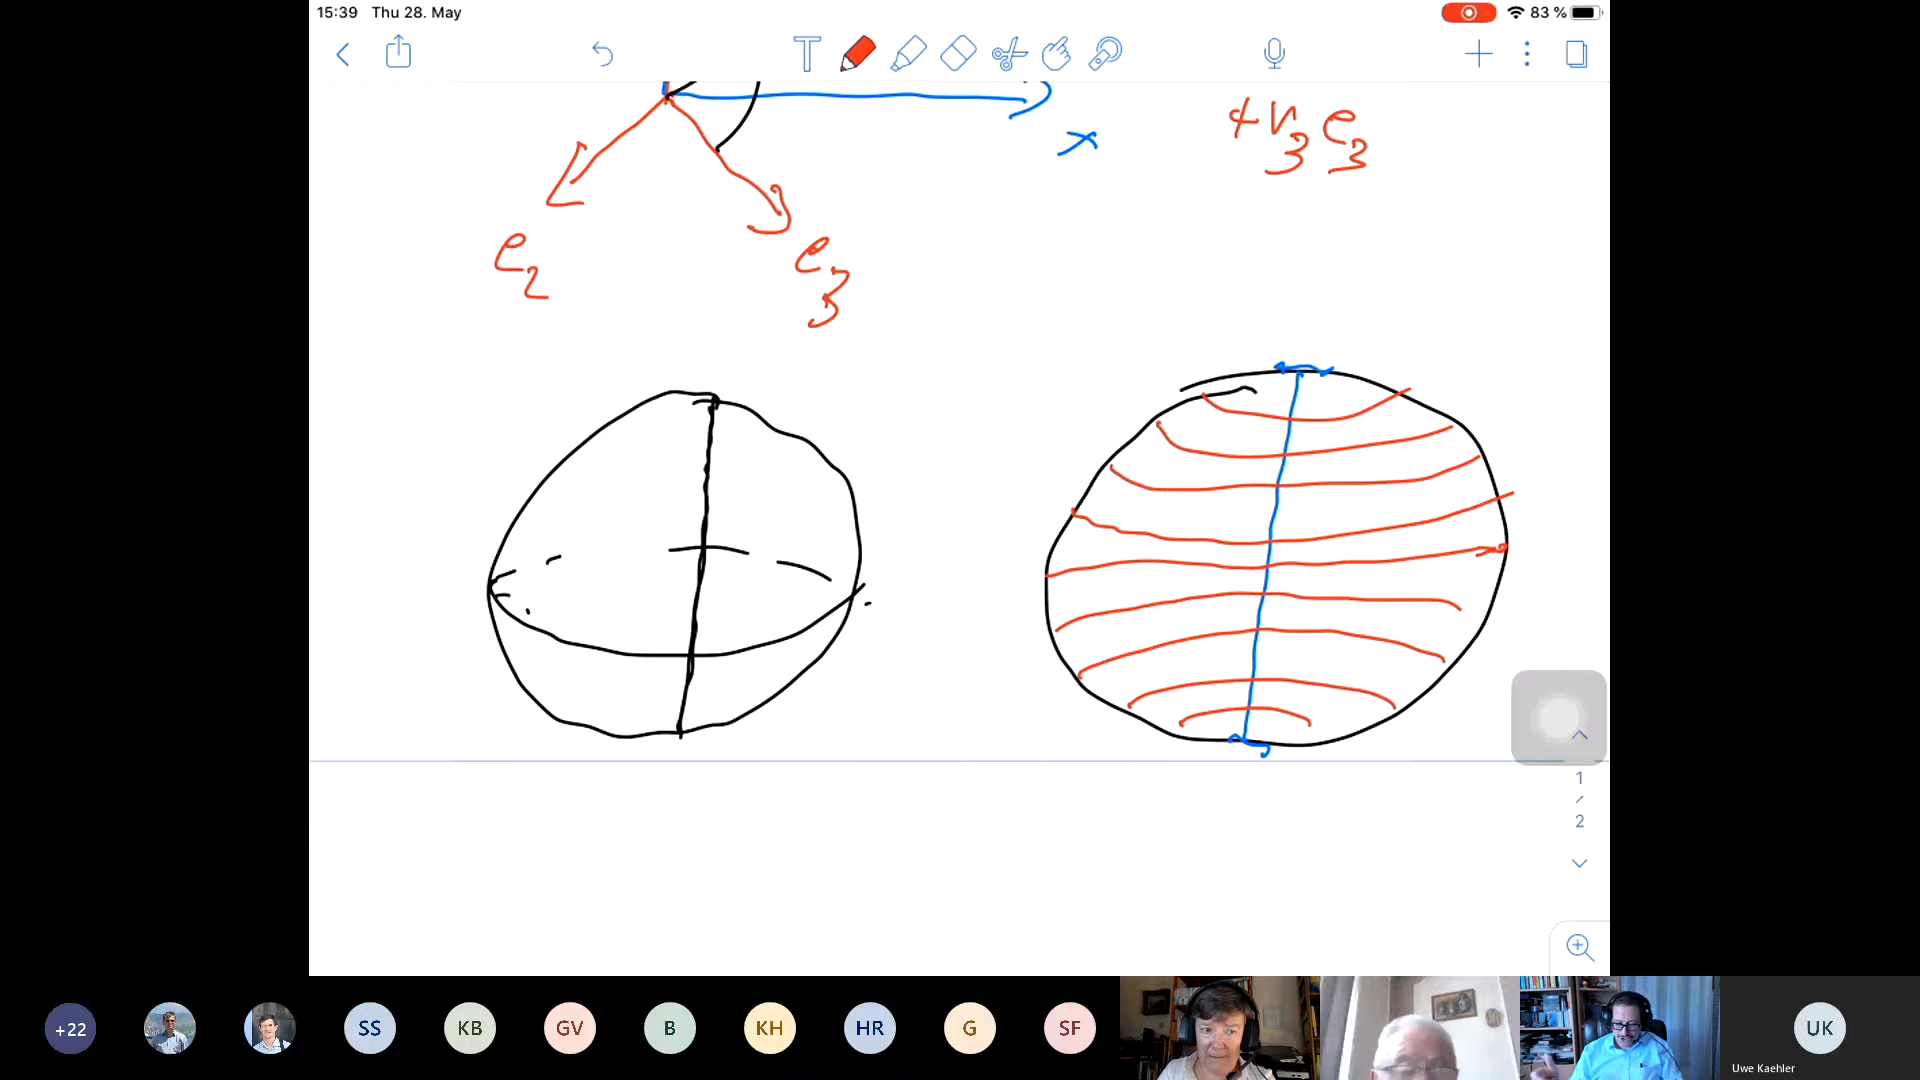 15:39 Thu 28. May 83 %
T
+v3 e3
x
e2
e3
1
/
2
+22 SS KB GV B KH HR G SF UK
Uwe Kaehler